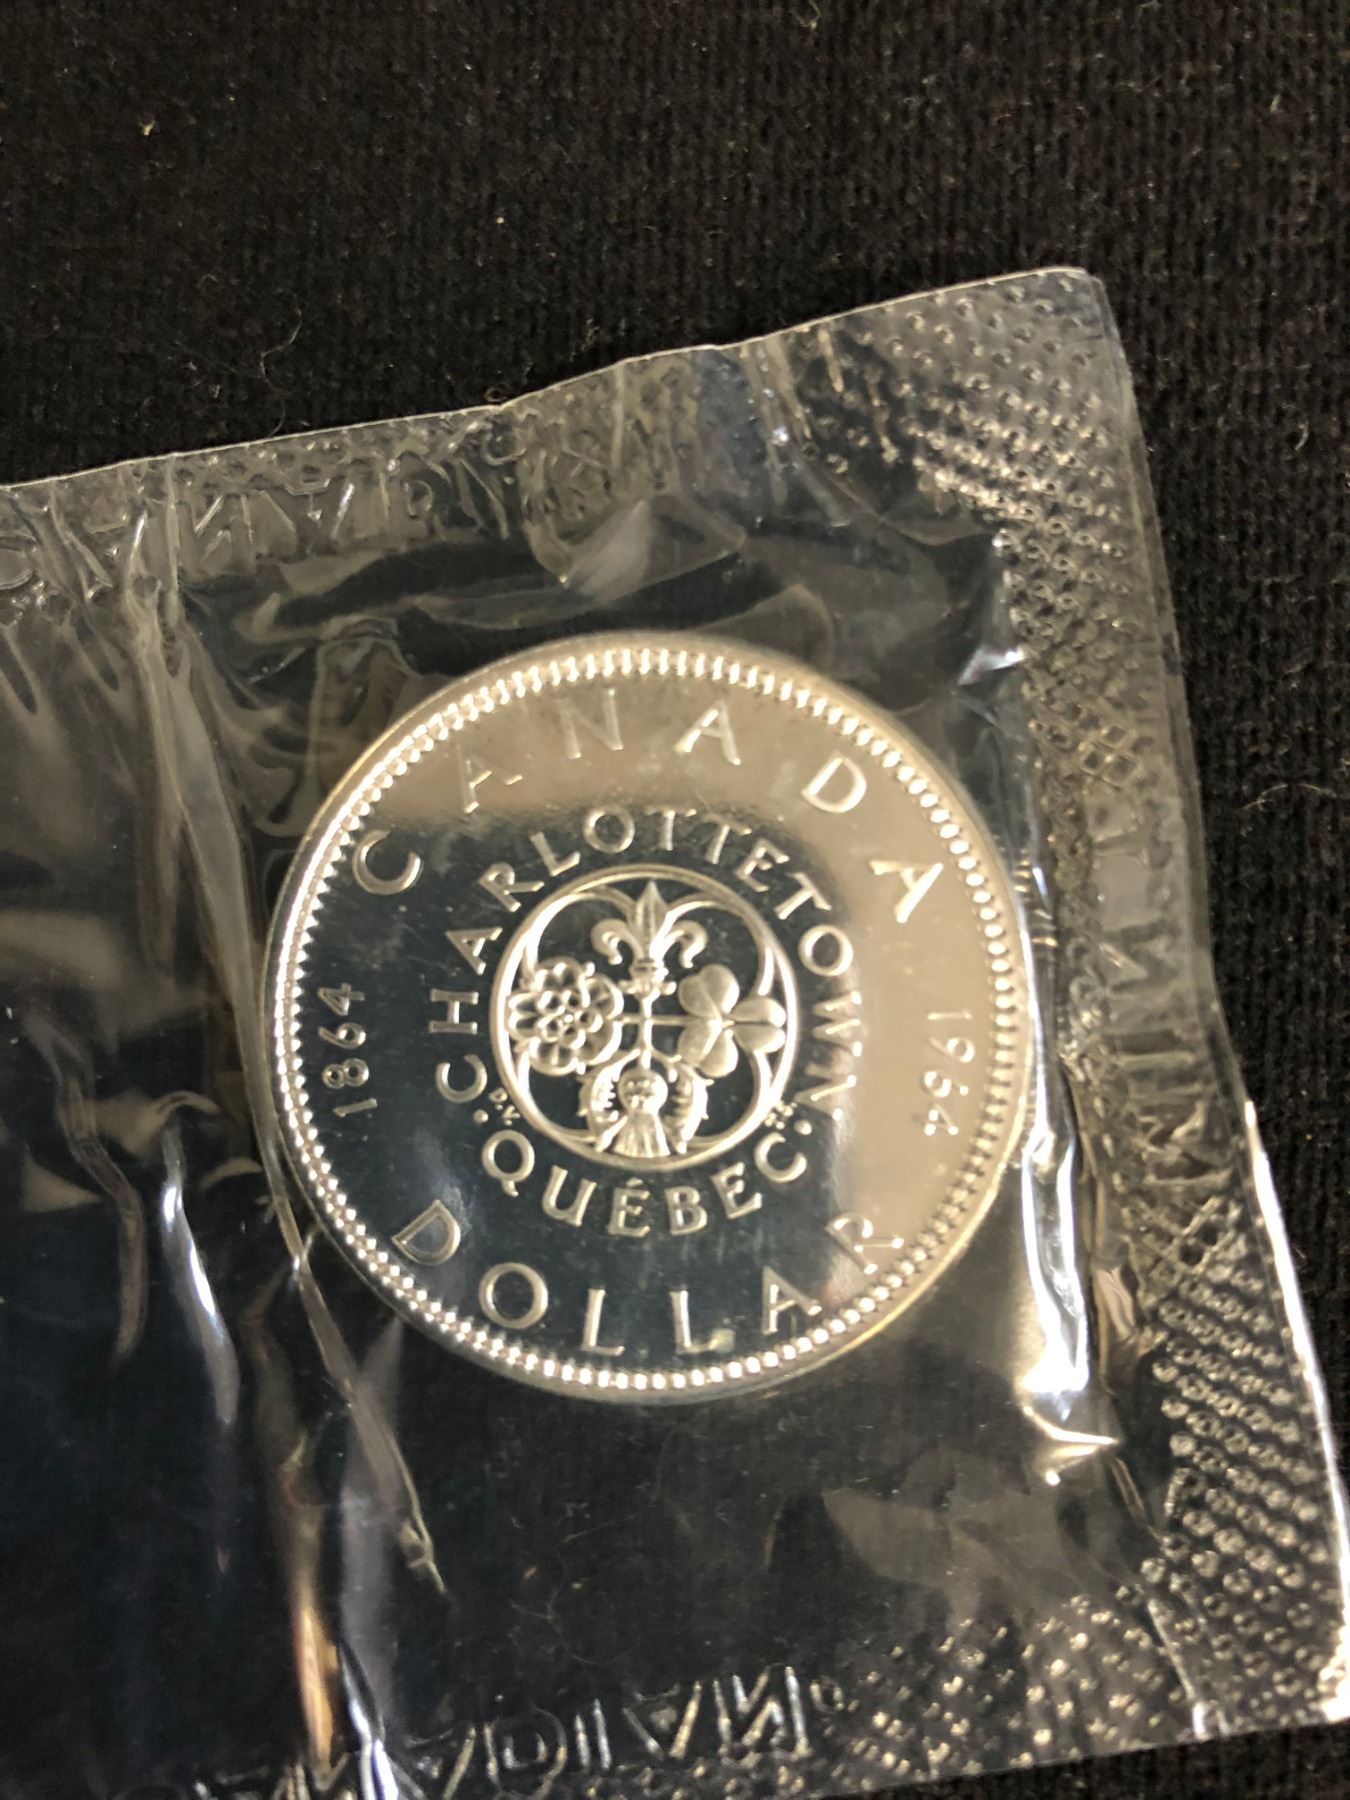 CANADA
CHARLOTTETOWN.
1864
1964
D.V.
.QUÉBEC.
DOLLAR